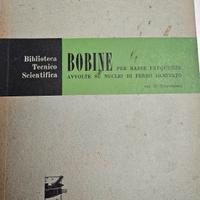 Biblioteca
Tecnico
Scientifica
BOBINE PER BASSE FREQUENZE
AVVOLTE SU NUCLEI DI FERRO LAMINATO